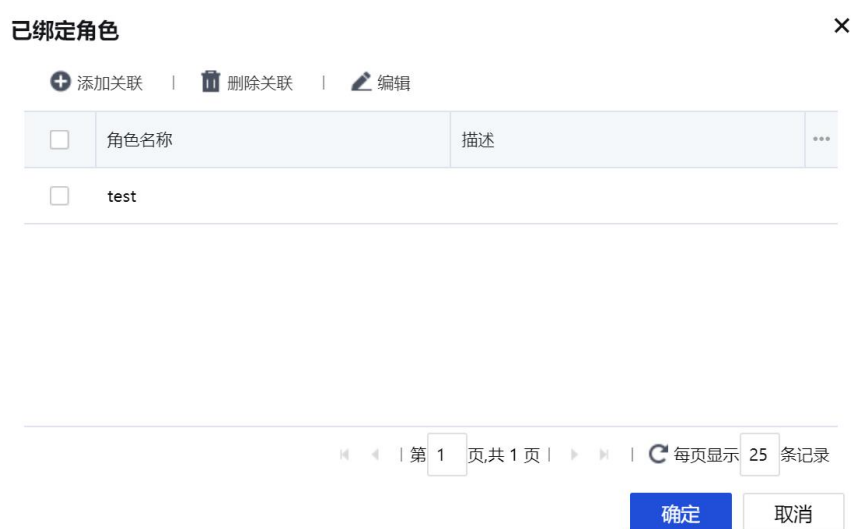 已绑定角色
添加关联 | 删除关联 | 编辑
角色名称 描述 •••
test
|第 1 页,共 1 页| | 每页显示 25 条记录
确定 取消